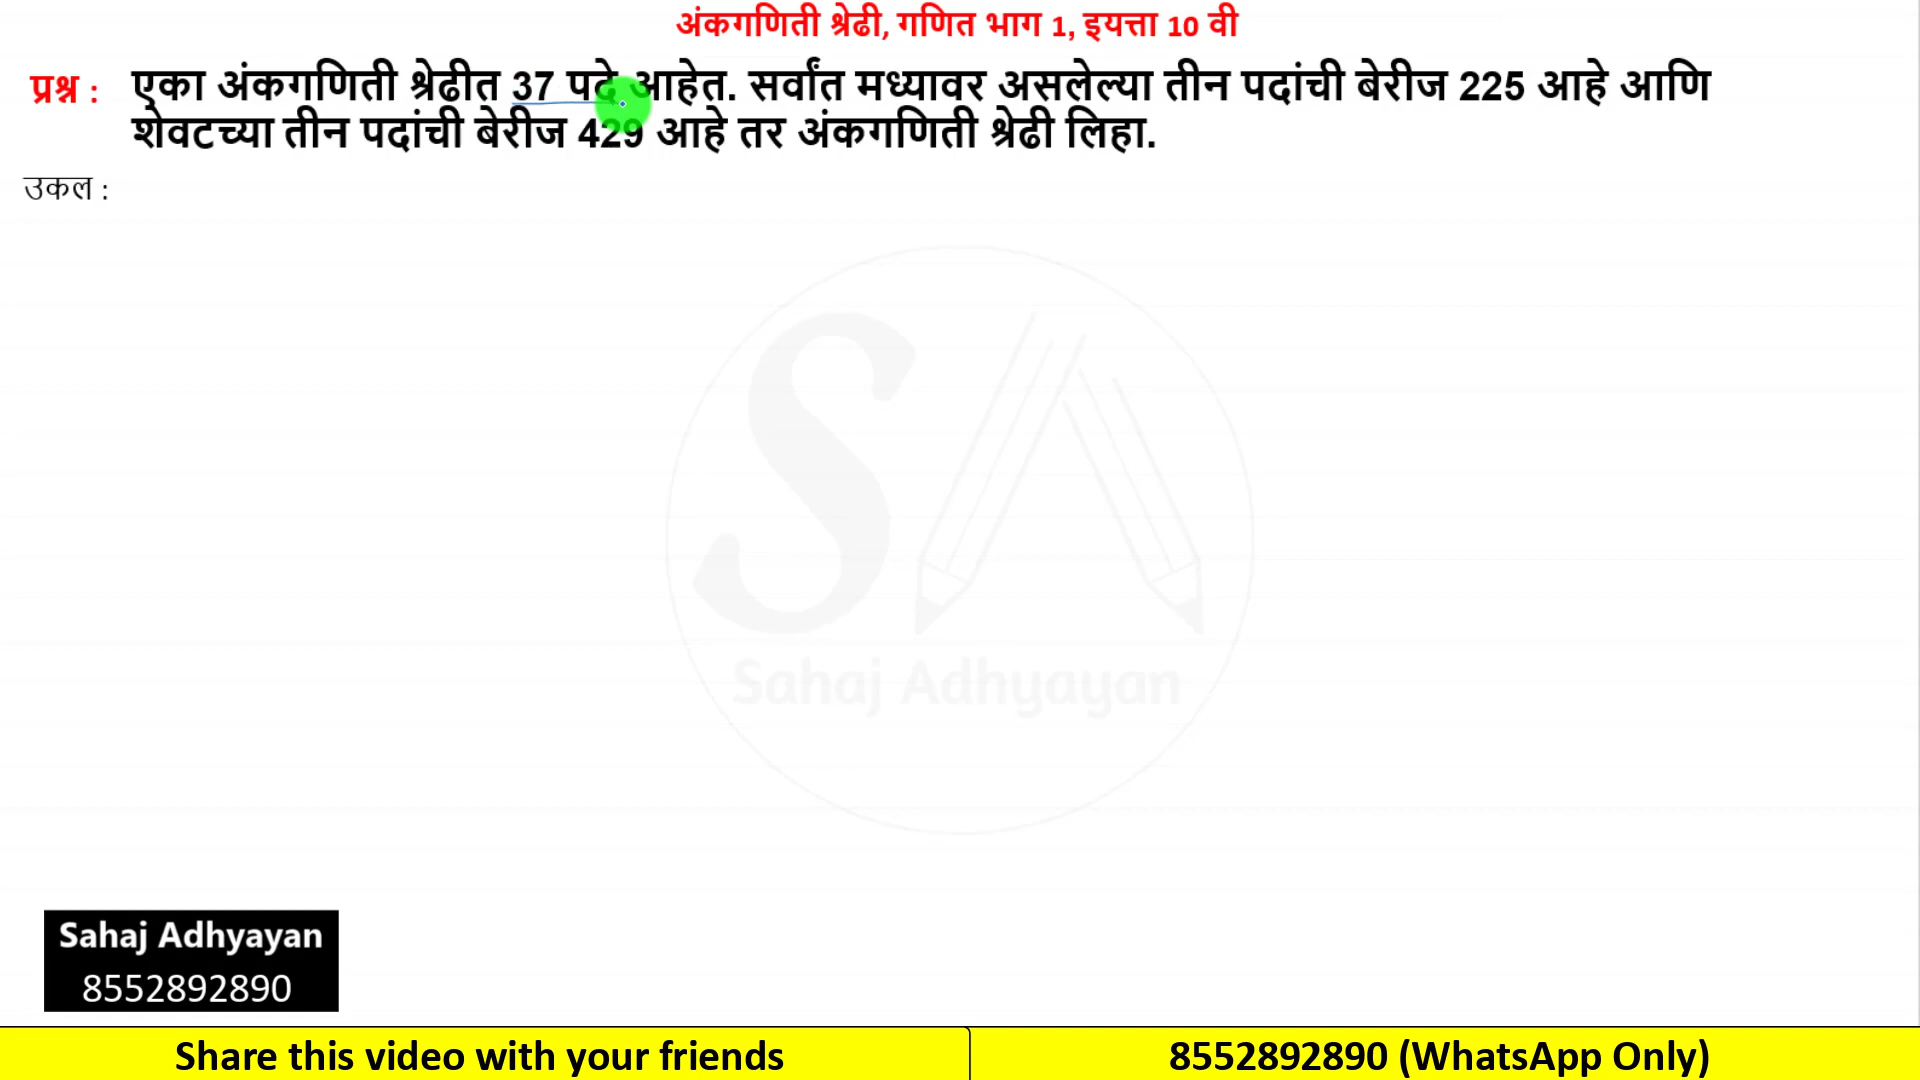 अंकगणिती श्रेढी, गणित भाग 1, इयत्ता 10 वी
प्रश्न : एका अंकगणिती श्रेढीत 37 पदे आहेत. सर्वांत मध्यावर असलेल्या तीन पदांची बेरीज 225 आहे आणि
शेवटच्या तीन पदांची बेरीज 429 आहे तर अंकगणिती श्रेढी लिहा.
उकल :
Sahaj Adhyayan
Sahaj Adhyayan
8552892890
Share this video with your friends
8552892890 (WhatsApp Only)